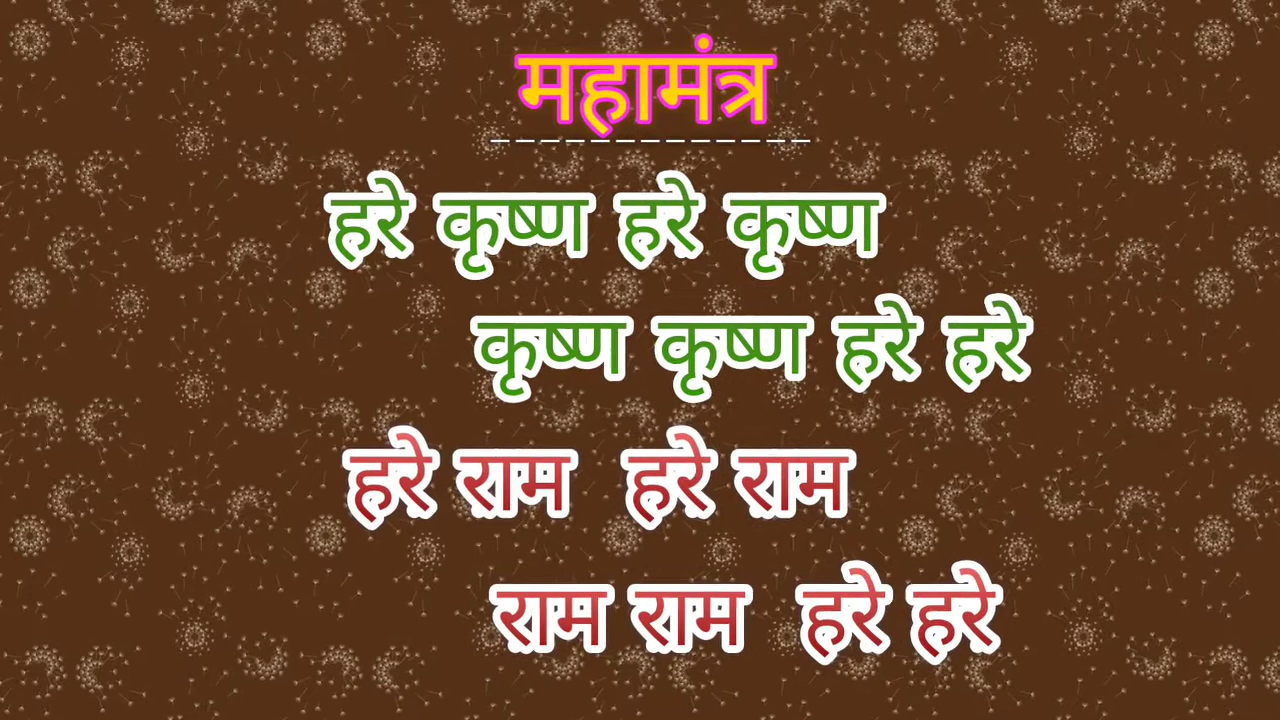 महामंत्र
हरे कृष्ण हरे कृष्ण
कृष्ण कृष्ण हरे हरे
हरे राम हरे राम
राम राम हरे हरे